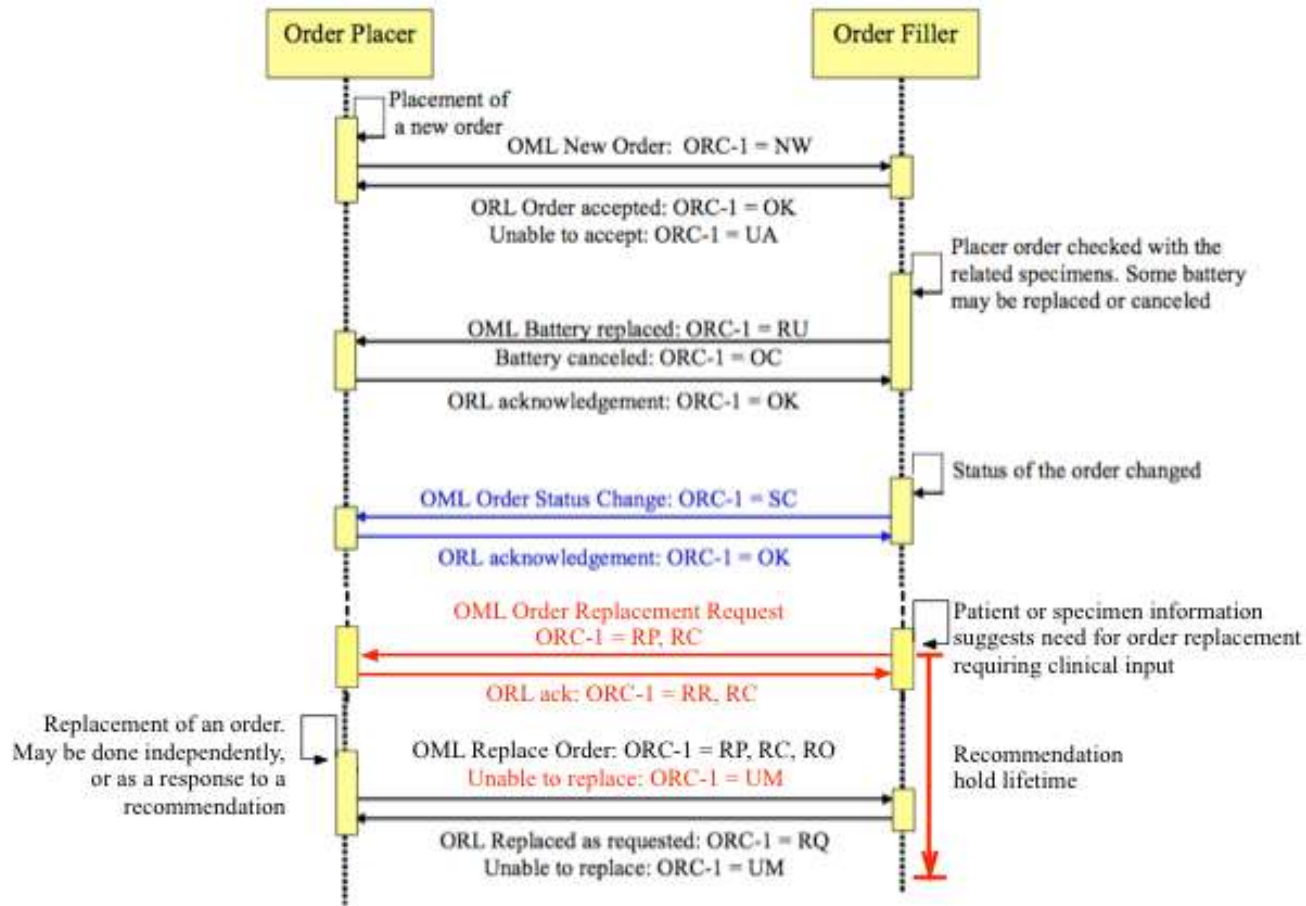 Order Placer
Order Filler
Placement of
a new order
OML New Order: ORC-1 = NW
ORL Order accepted: ORC-1 = OK
Unable to accept: ORC-1 = UA
Placer order checked with the
related specimens. Some battery
may be replaced or canceled
OML Battery replaced: ORC-1 = RU
Battery canceled: ORC-1 = OC
ORL acknowledgement: ORC-1 = OK
Status of the order changed
OML Order Status Change: ORC-1 = SC
ORL acknowledgement: ORC-1 = OK
OML Order Replacement Request
ORC-1 = RP, RC
Patient or specimen information
suggests need for order replacement
requiring clinical input
ORL ack: ORC-1 = RR, RC
Replacement of an order.
May be done independently,
or as a response to a
recommendation
OML Replace Order: ORC-1 = RP, RC, RO
Unable to replace: ORC-1 = UM
Recommendation
hold lifetime
ORL Replaced as requested: ORC-1 = RQ
Unable to replace: ORC-1 = UM